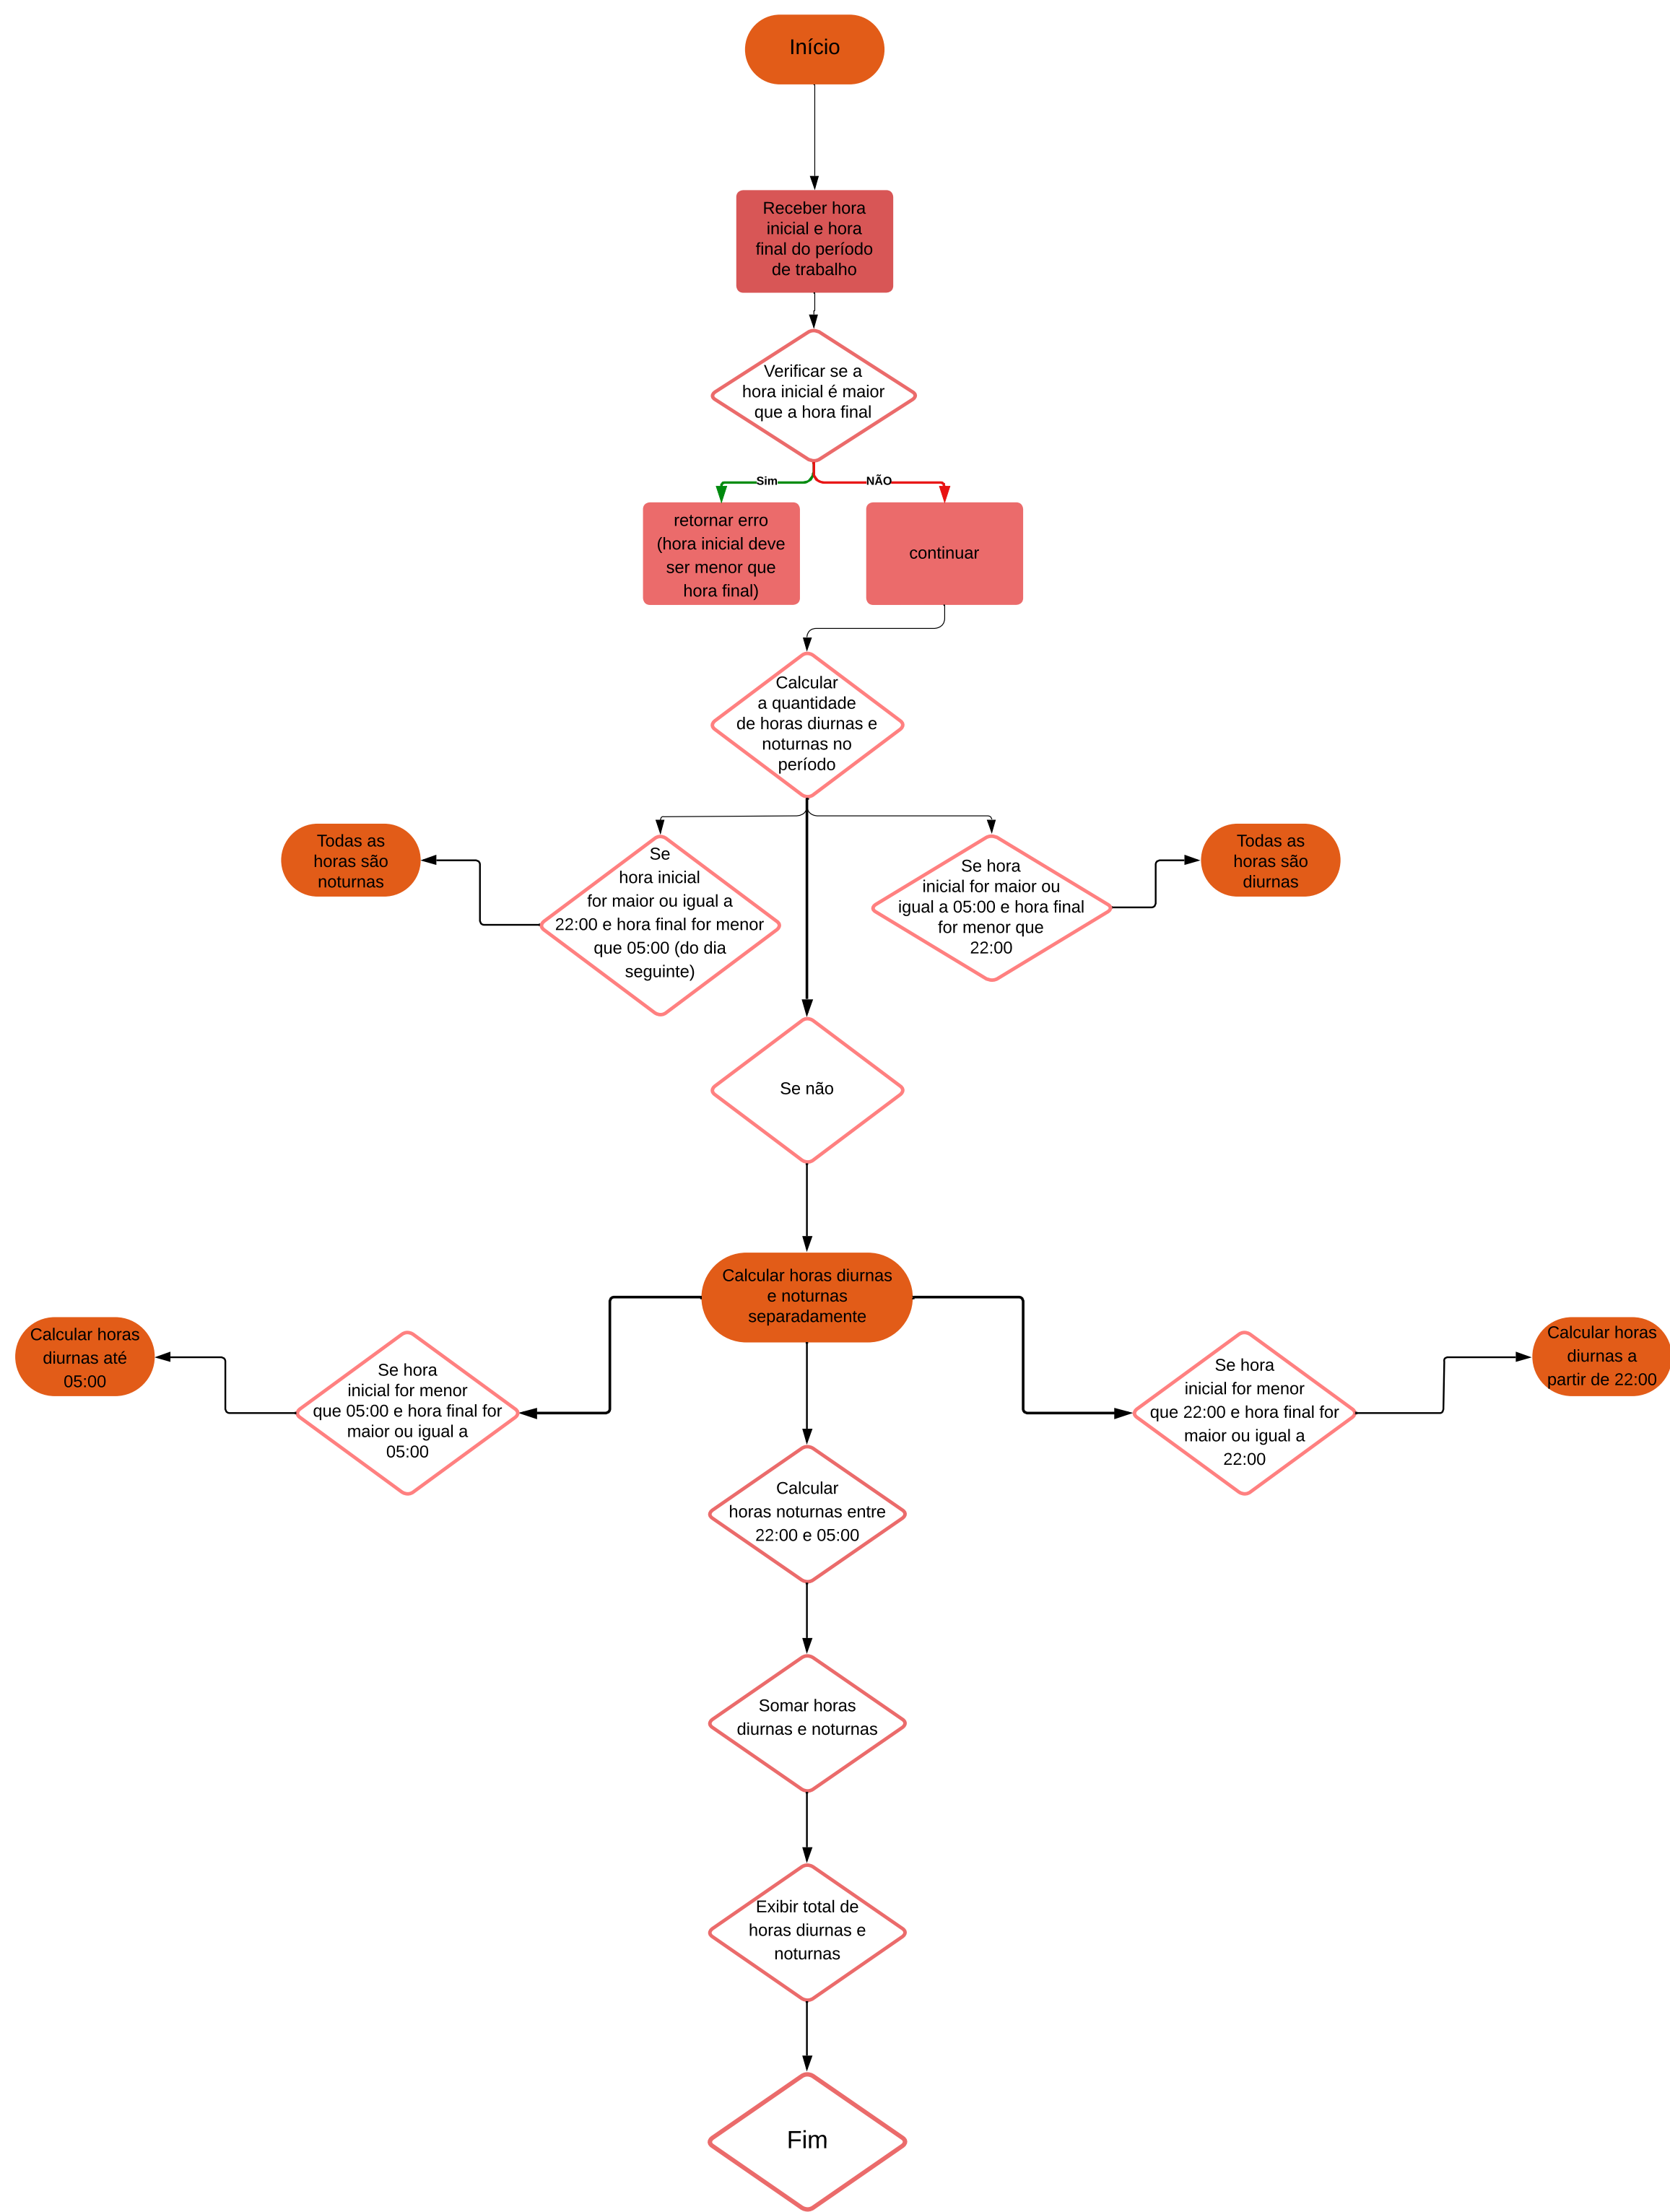 Início
Receber hora
inicial e hora
final do período
de trabalho
Verificar se a
hora inicial é maior
que a hora final
Sim
NÃO
retornar erro
(hora inicial deve
ser menor que
hora final)
continuar
Calcular
a quantidade
de horas diurnas e
noturnas no
período
Todas as
horas são
noturnas
Se
hora inicial
for maior ou igual a
22:00 e hora final for menor
que 05:00 (do dia
seguinte)
Se hora
inicial for maior ou
igual a 05:00 e hora final
for menor que
22:00
Todas as
horas são
diurnas
Se não
Calcular horas diurnas
e noturnas
separadamente
Calcular horas
diurnas até
05:00
Se hora
inicial for menor
que 05:00 e hora final for
maior ou igual a
05:00
Se hora
inicial for menor
que 22:00 e hora final for
maior ou igual a
22:00
Calcular horas
diurnas a
partir de 22:00
Calcular
horas noturnas entre
22:00 e 05:00
Somar horas
diurnas e noturnas
Exibir total de
horas diurnas e
noturnas
Fim